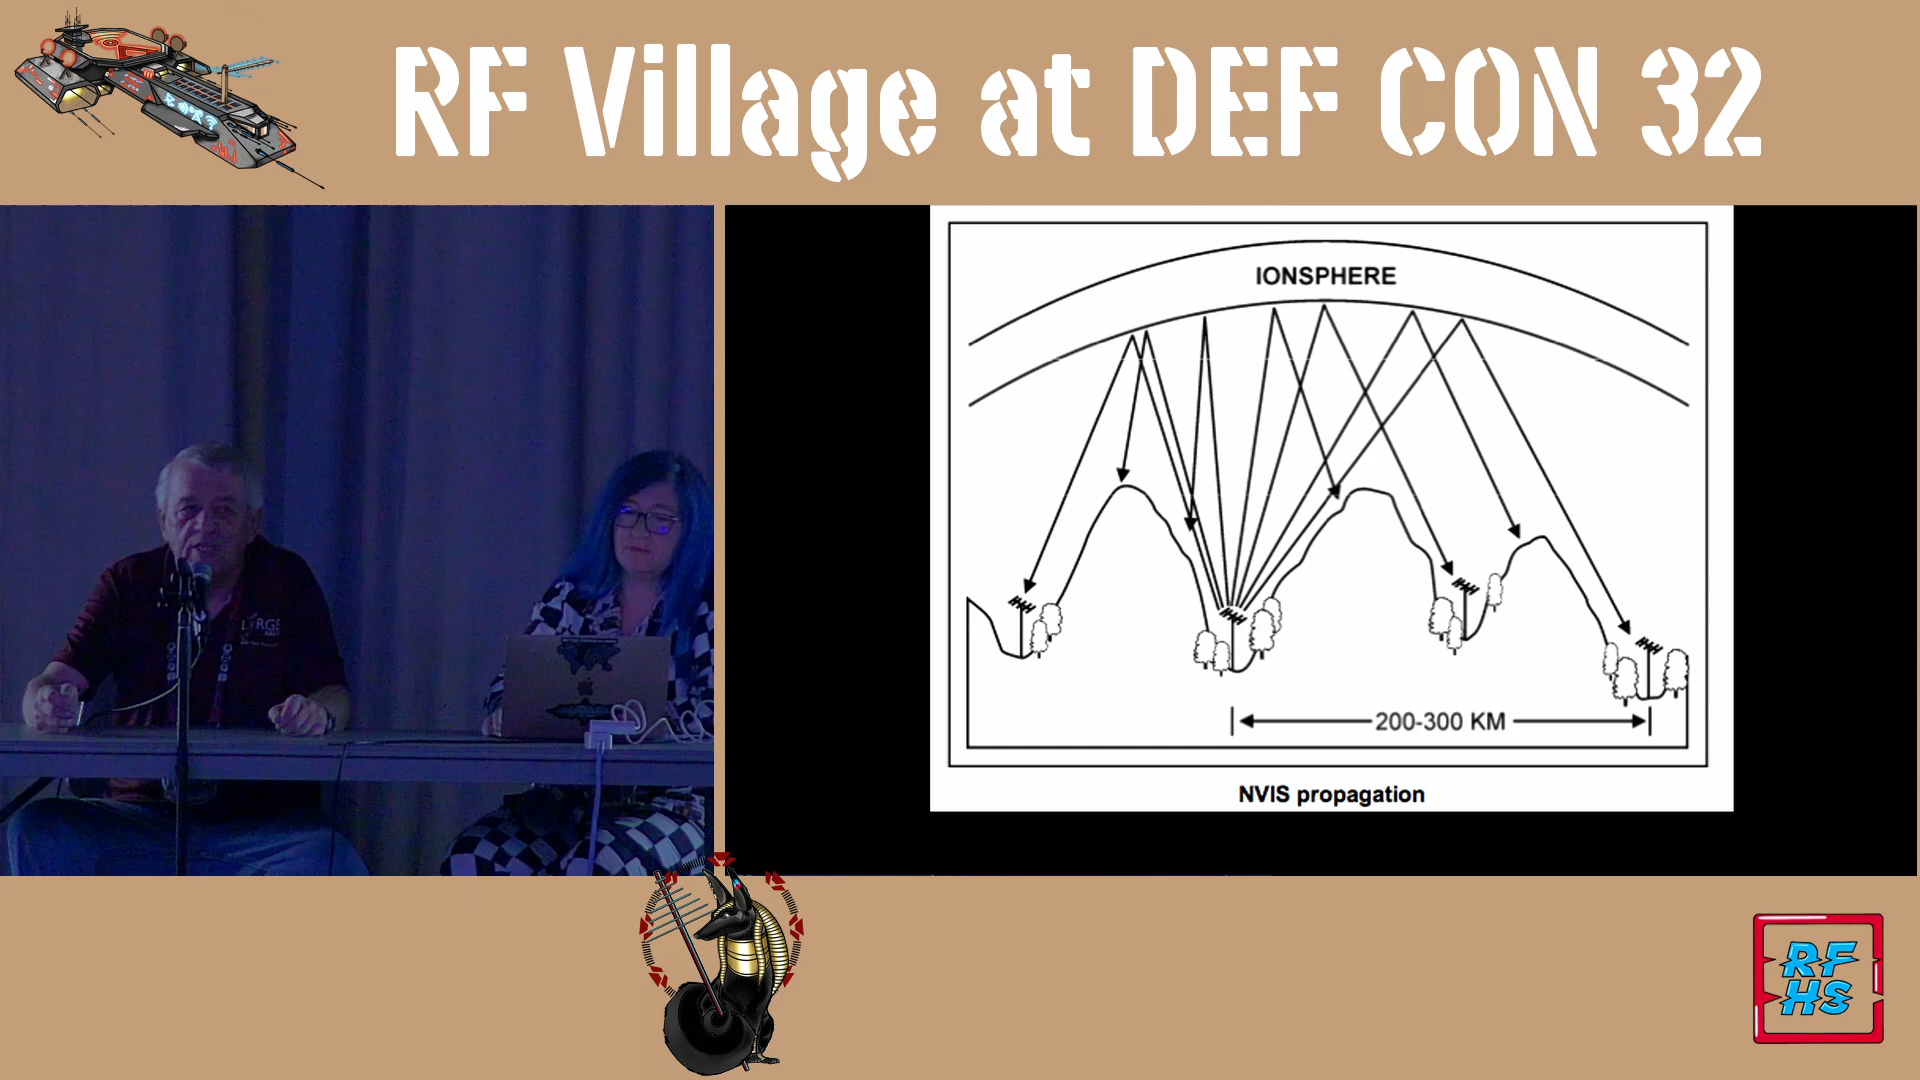 RF Village at DEF CON 32
IONSPHERE
200-300 KM
NVIS propagation
RF
HS